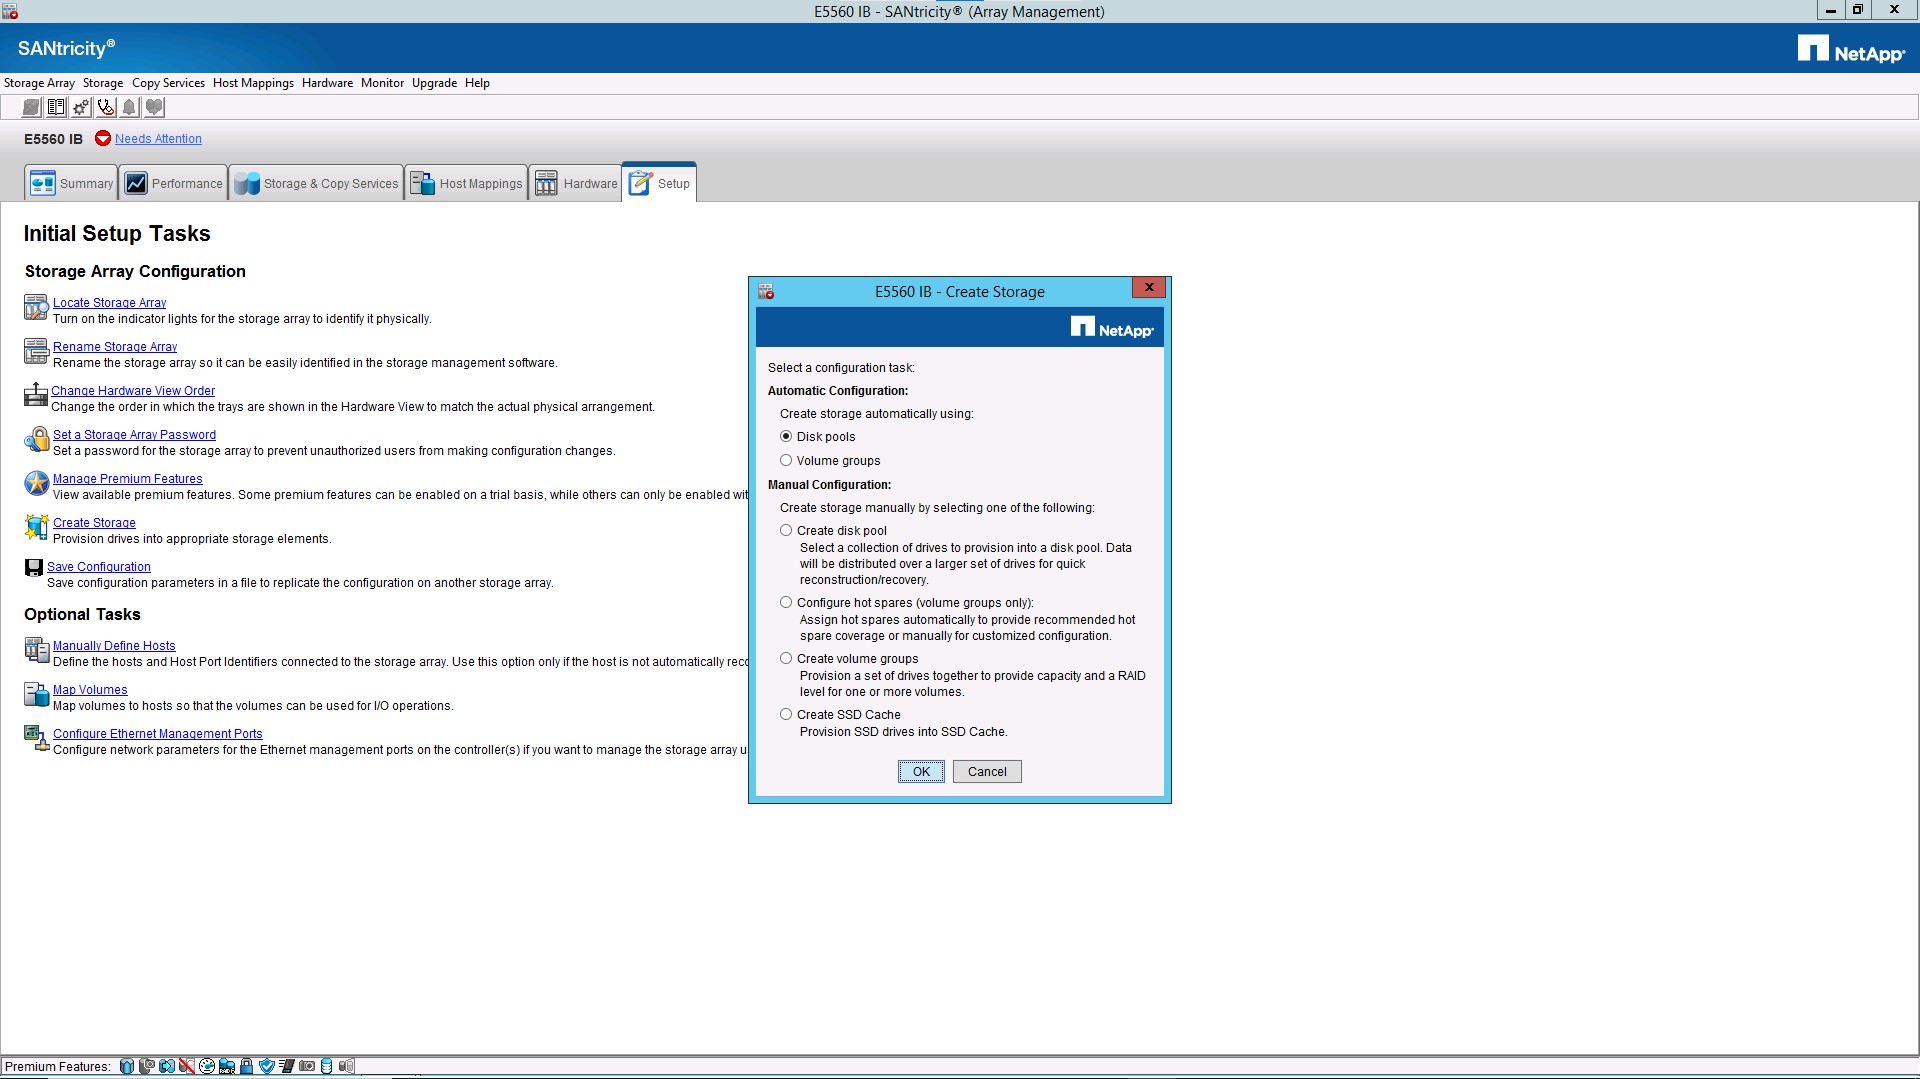 E5560 IB - SANtricity® (Array Management)
SANtricity®
NetApp
Storage Array Storage Copy Services Host Mappings Hardware Monitor Upgrade Help
E5560 IB Needs Attention
Summary Performance Storage & Copy Services Host Mappings Hardware Setup
Initial Setup Tasks
Storage Array Configuration
Locate Storage Array
Turn on the indicator lights for the storage array to identify it physically.
Rename Storage Array
Rename the storage array so it can be easily identified in the storage management software.
Change Hardware View Order
Change the order in which the trays are shown in the Hardware View to match the actual physical arrangement.
Set a Storage Array Password
Set a password for the storage array to prevent unauthorized users from making configuration changes.
Manage Premium Features
View available premium features. Some premium features can be enabled on a trial basis, while others can only be enabled wit
Create Storage
Provision drives into appropriate storage elements.
Save Configuration
Save configuration parameters in a file to replicate the configuration on another storage array.
Optional Tasks
Manually Define Hosts
Define the hosts and Host Port Identifiers connected to the storage array. Use this option only if the host is not automatically reco
Map Volumes
Map volumes to hosts so that the volumes can be used for I/O operations.
Configure Ethernet Management Ports
Configure network parameters for the Ethernet management ports on the controller(s) if you want to manage the storage array u
E5560 IB - Create Storage
NetApp
Select a configuration task:
Automatic Configuration:
Create storage automatically using:
Disk pools
Volume groups
Manual Configuration:
Create storage manually by selecting one of the following:
Create disk pool
Select a collection of drives to provision into a disk pool. Data
will be distributed over a larger set of drives for quick
reconstruction/recovery.
Configure hot spares (volume groups only):
Assign hot spares automatically to provide recommended hot
spare coverage or manually for customized configuration.
Create volume groups
Provision a set of drives together to provide capacity and a RAID
level for one or more volumes.
Create SSD Cache
Provision SSD drives into SSD Cache.
OK Cancel
Premium Features: